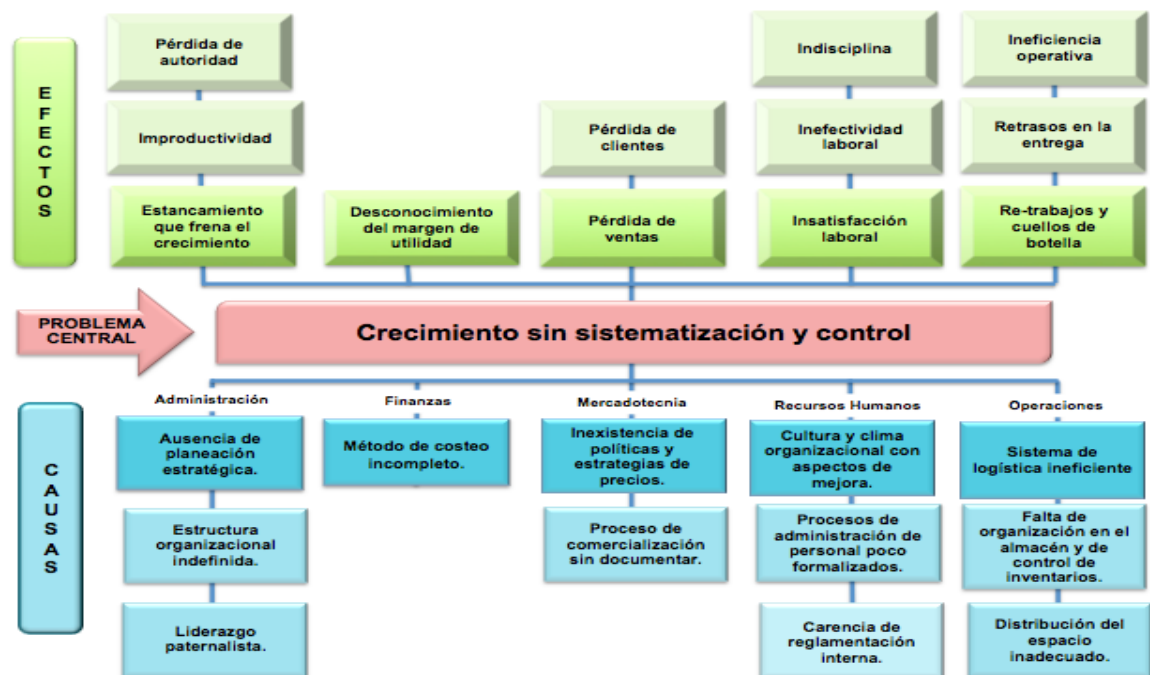 EFECTOS
Pérdida de
autoridad
Improductividad
Estancamiento
que frena el
crecimiento
Desconocimiento
del margen de
utilidad
Pérdida de
clientes
Pérdida de
ventas
Indisciplina
Inefectividad
laboral
Insatisfacción
laboral
Ineficiencia
operativa
Retrasos en la
entrega
Re-trabajos y
cuellos de
botella
PROBLEMA
CENTRAL
Crecimiento sin sistematización y control
CAUSAS
Administración
Ausencia de
planeación
estratégica.
Estructura
organizacional
indefinida.
Liderazgo
paternalista.
Finanzas
Método de costeo
incompleto.
Mercadotecnia
Inexistencia de
políticas y
estrategias de
precios.
Proceso de
comercialización
sin documentar.
Recursos Humanos
Cultura y clima
organizacional con
aspectos de
mejora.
Procesos de
administración de
personal poco
formalizados.
Carencia de
reglamentación
interna.
Operaciones
Sistema de
logística ineficiente
Falta de
organización en el
almacén y de
control de
inventarios.
Distribución del
espacio
inadecuado.